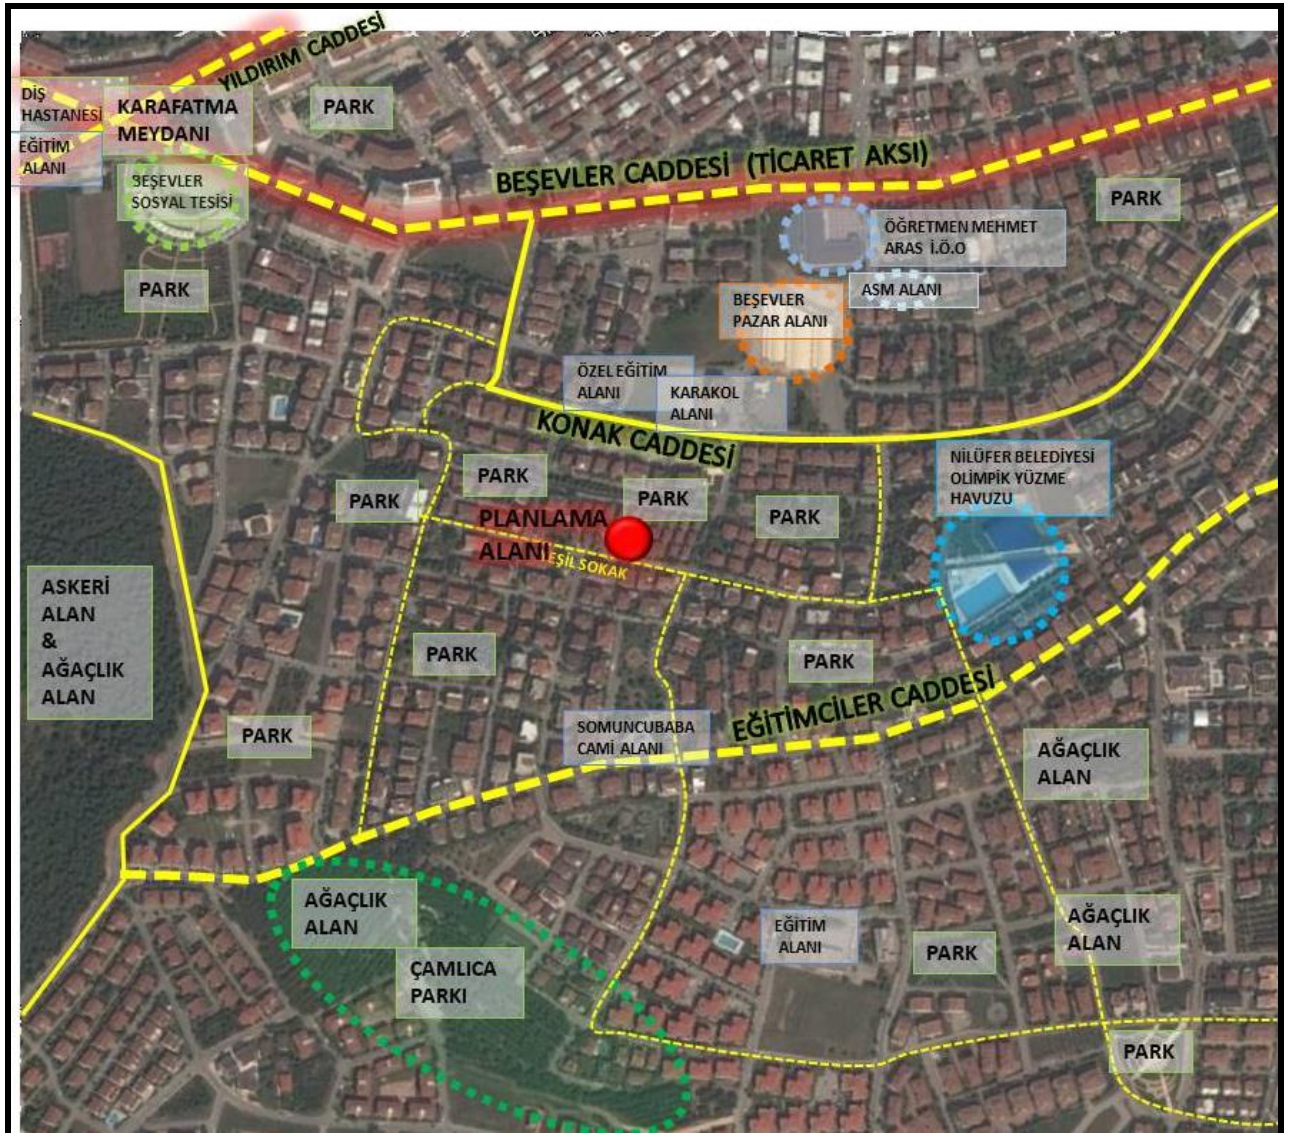 YILDIRIM CADDESİ
DİŞ
HASTANESİ
KARAFATMA
MEYDANI
PARK
EĞİTİM
ALANI
BEŞEVLER CADDESİ (TİCARET AKSI)
BEŞEVLER
SOSYAL TESİSİ
PARK
ÖĞRETMEN MEHMET
ARAS İ.Ö.O
PARK
ASM ALANI
BEŞEVLER
PAZAR ALANI
ÖZEL EĞİTİM
ALANI
KARAKOL
ALANI
KONAK CADDESİ
NİLÜFER BELEDİYESİ
OLİMPİK YÜZME
HAVUZU
PARK
PARK
PARK
PARK
PLANLAMA
ALANI
EŞİL SOKAK
ASKERİ
ALAN
&
AĞAÇLIK
ALAN
PARK
PARK
EĞİTİMCİLER CADDESİ
PARK
SOMUNCUBABA
CAMİ ALANI
AĞAÇLIK
ALAN
AĞAÇLIK
ALAN
ÇAMLICA
PARKI
EĞİTİM
ALANI
PARK
AĞAÇLIK
ALAN
PARK